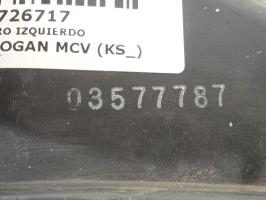 726717
RO IZQUIERDO
OGAN MCV (KS_)
03577787